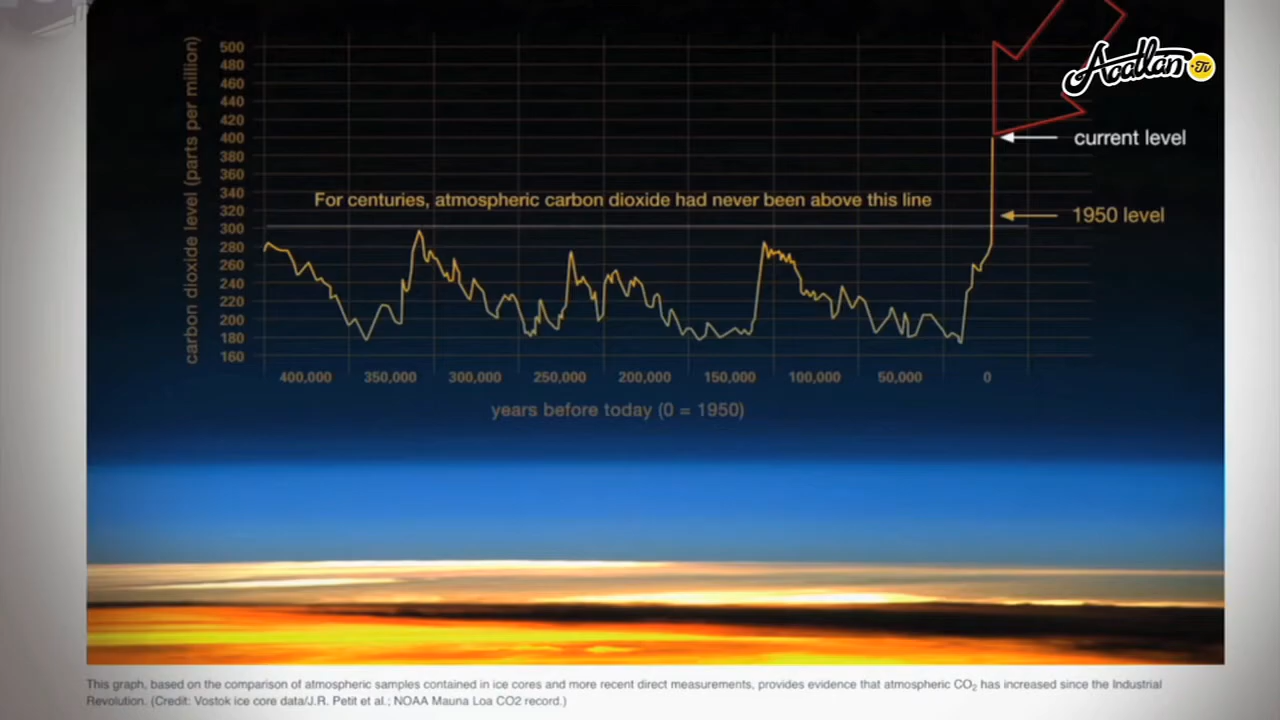 Acatlán
Tv
500
480
460
440
420
400
380
360
340
320
300
280
260
240
220
200
180
160
carbon dioxide level (parts per million)
current level
For centuries, atmospheric carbon dioxide had never been above this line
1950 level
400,000 350,000 300,000 250,000 200,000 150,000 100,000 50,000 0
years before today (0 = 1950)
This graph, based on the comparison of atmospheric samples contained in ice cores and more recent direct measurements, provides evidence that atmospheric CO₂ has increased since the Industrial
Revolution. (Credit: Vostok ice core data/J.R. Petit et al.; NOAA Mauna Loa CO2 record.)